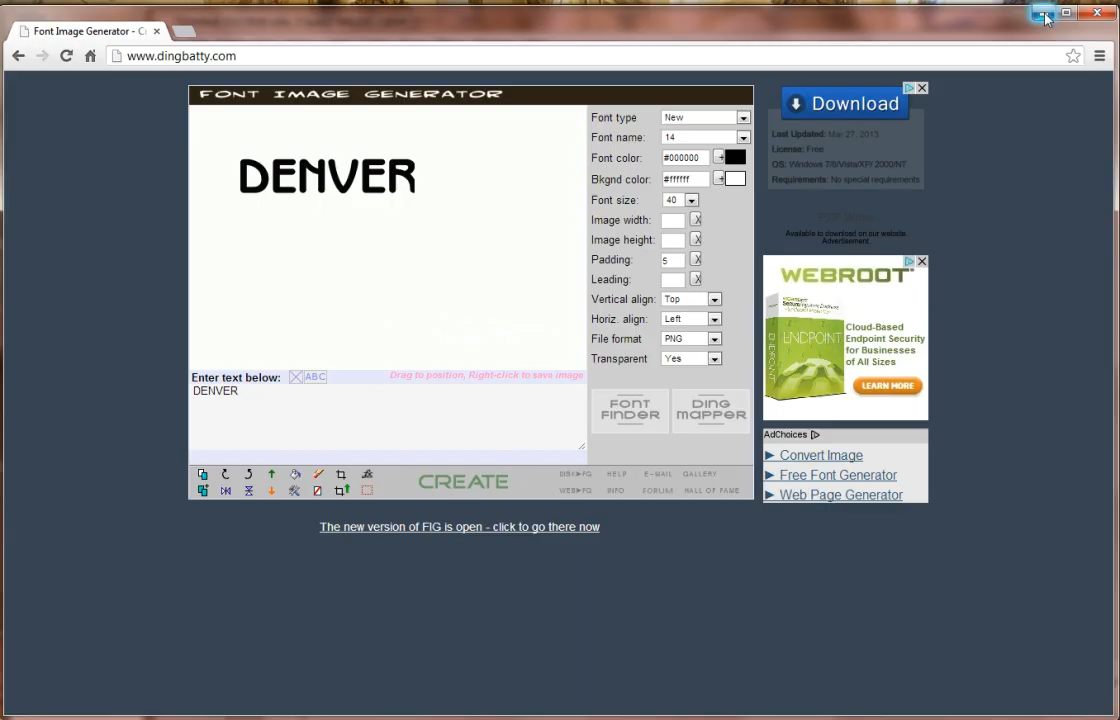 Font Image Generator - C
www.dingbatty.com
FONT IMAGE GENERATOR
DENVER
Font type New
Font name: 14
Font color: #000000
Bkgnd color: #ffffff
Font size: 40
Image width: X
Image height: X
Padding: 5 X
Leading: X
Vertical align: Top
Horiz. align: Left
File format PNG
Transparent Yes
Enter text below: ABC Drag to position, Right-click to save image
DENVER
FONT FINDER
DING MAPPER
CREATE
HELP E-MAIL GALLERY
INFO FORUM HALL OF FAME
The new version of FIG is open - click to go there now
Download
Last Updated: Mar 27, 2013
License: Free
OS: Windows 7/8/Vista/XP/ 2000/NT
Requirements: No special requirements
Available to download on our website.
Advertisement.
WEBROOT
ENDPOINT
Cloud-Based
Endpoint Security
for Businesses
of All Sizes
LEARN MORE
AdChoices
Convert Image
Free Font Generator
Web Page Generator